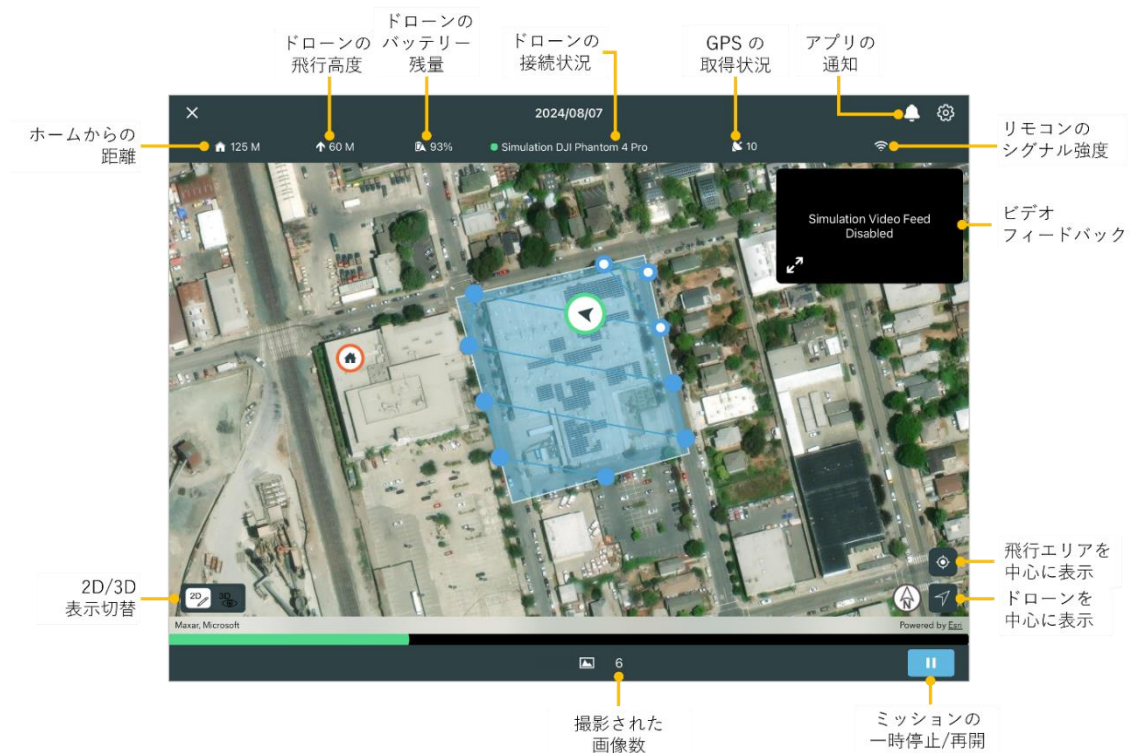 ドローンの
飛行高度
ドローンの
バッテリー
残量
ドローンの
接続状況
GPS の
取得状況
アプリの
通知
ホームからの
距離
2024/08/07
125 M
60 M
93%
Simulation DJI Phantom 4 Pro
10
リモコンの
シグナル強度
Simulation Video Feed
Disabled
ビデオ
フィードバック
2D/3D
表示切替
2D
3D
N
飛行エリアを
中心に表示
ドローンを
中心に表示
Maxar, Microsoft
Powered by Esri
6
撮影された
画像数
ミッションの
一時停止/再開